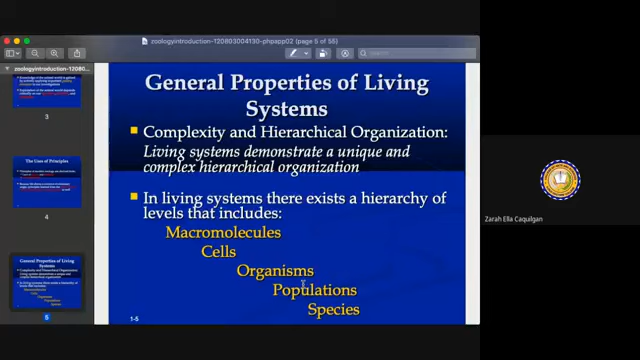 zoologyintroduction-120803004130-phpapp02 (page 5 of 55)
Search
zoologyintroduction-120803004130-...
3
The Uses of Principles
4
General Properties of Living
Systems
5
General Properties of Living
Systems
Complexity and Hierarchical Organization:
Living systems demonstrate a unique and
complex hierarchical organization
In living systems there exists a hierarchy of
levels that includes:
Macromolecules
Cells
Organisms
Populations
Species
1-5
Zarah Ella Caquilgan